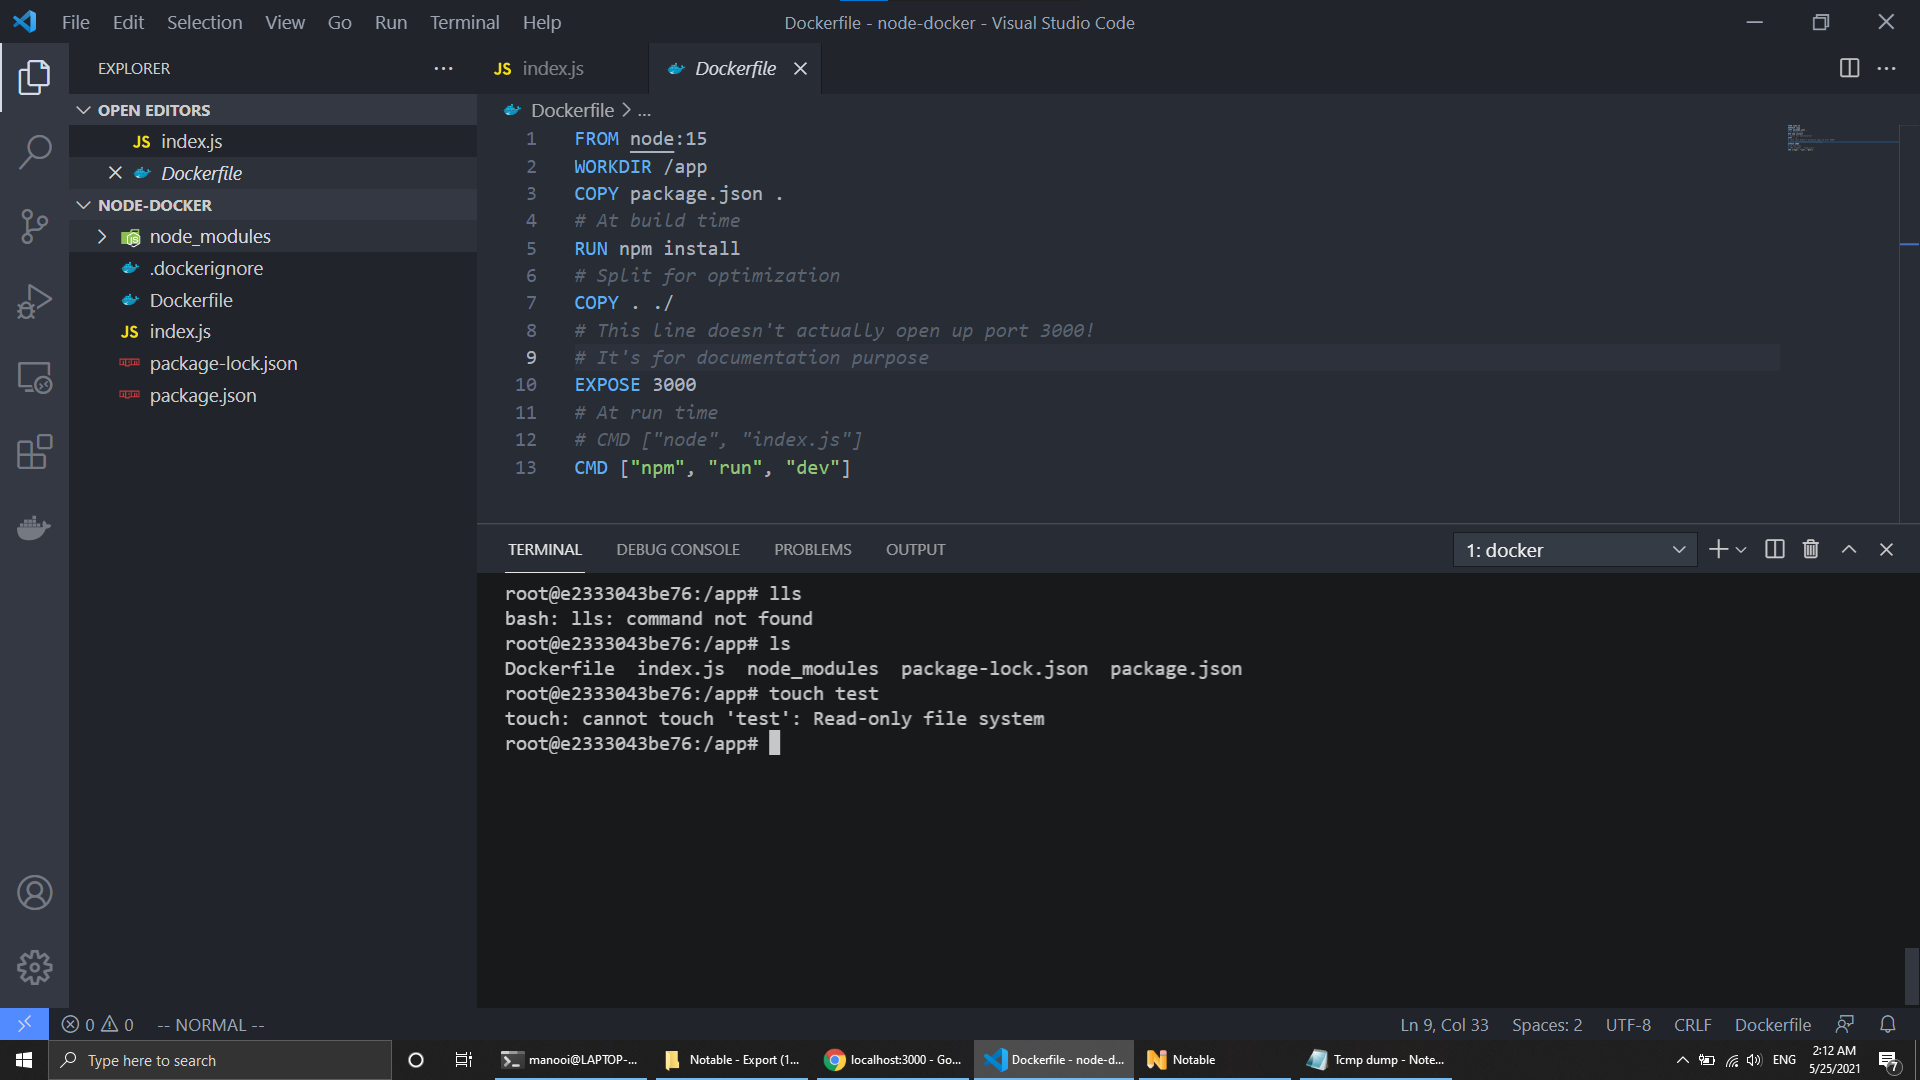 File Edit Selection View Go Run Terminal Help
Dockerfile - node-docker - Visual Studio Code
EXPLORER
OPEN EDITORS
JS index.js
Dockerfile
NODE-DOCKER
node_modules
.dockerignore
Dockerfile
JS index.js
package-lock.json
package.json
JS index.js
Dockerfile
Dockerfile > ...
1 FROM node:15
2 WORKDIR /app
3 COPY package.json .
4 # At build time
5 RUN npm install
6 # Split for optimization
7 COPY . ./
8 # This line doesn't actually open up port 3000!
9 # It's for documentation purpose
10 EXPOSE 3000
11 # At run time
12 # CMD ["node", "index.js"]
13 CMD ["npm", "run", "dev"]
TERMINAL DEBUG CONSOLE PROBLEMS OUTPUT
1: docker
root@e2333043be76:/app# lls
bash: lls: command not found
root@e2333043be76:/app# ls
Dockerfile index.js node_modules package-lock.json package.json
root@e2333043be76:/app# touch test
touch: cannot touch 'test': Read-only file system
root@e2333043be76:/app#
0 0 -- NORMAL --
Ln 9, Col 33 Spaces: 2 UTF-8 CRLF Dockerfile
Type here to search
manooi@LAPTOP-...
Notable - Export (1...
localhost:3000 - Go...
Dockerfile - node-d...
Notable
Tcmp dump - Note...
ENG
2:12 AM
5/25/2021
7